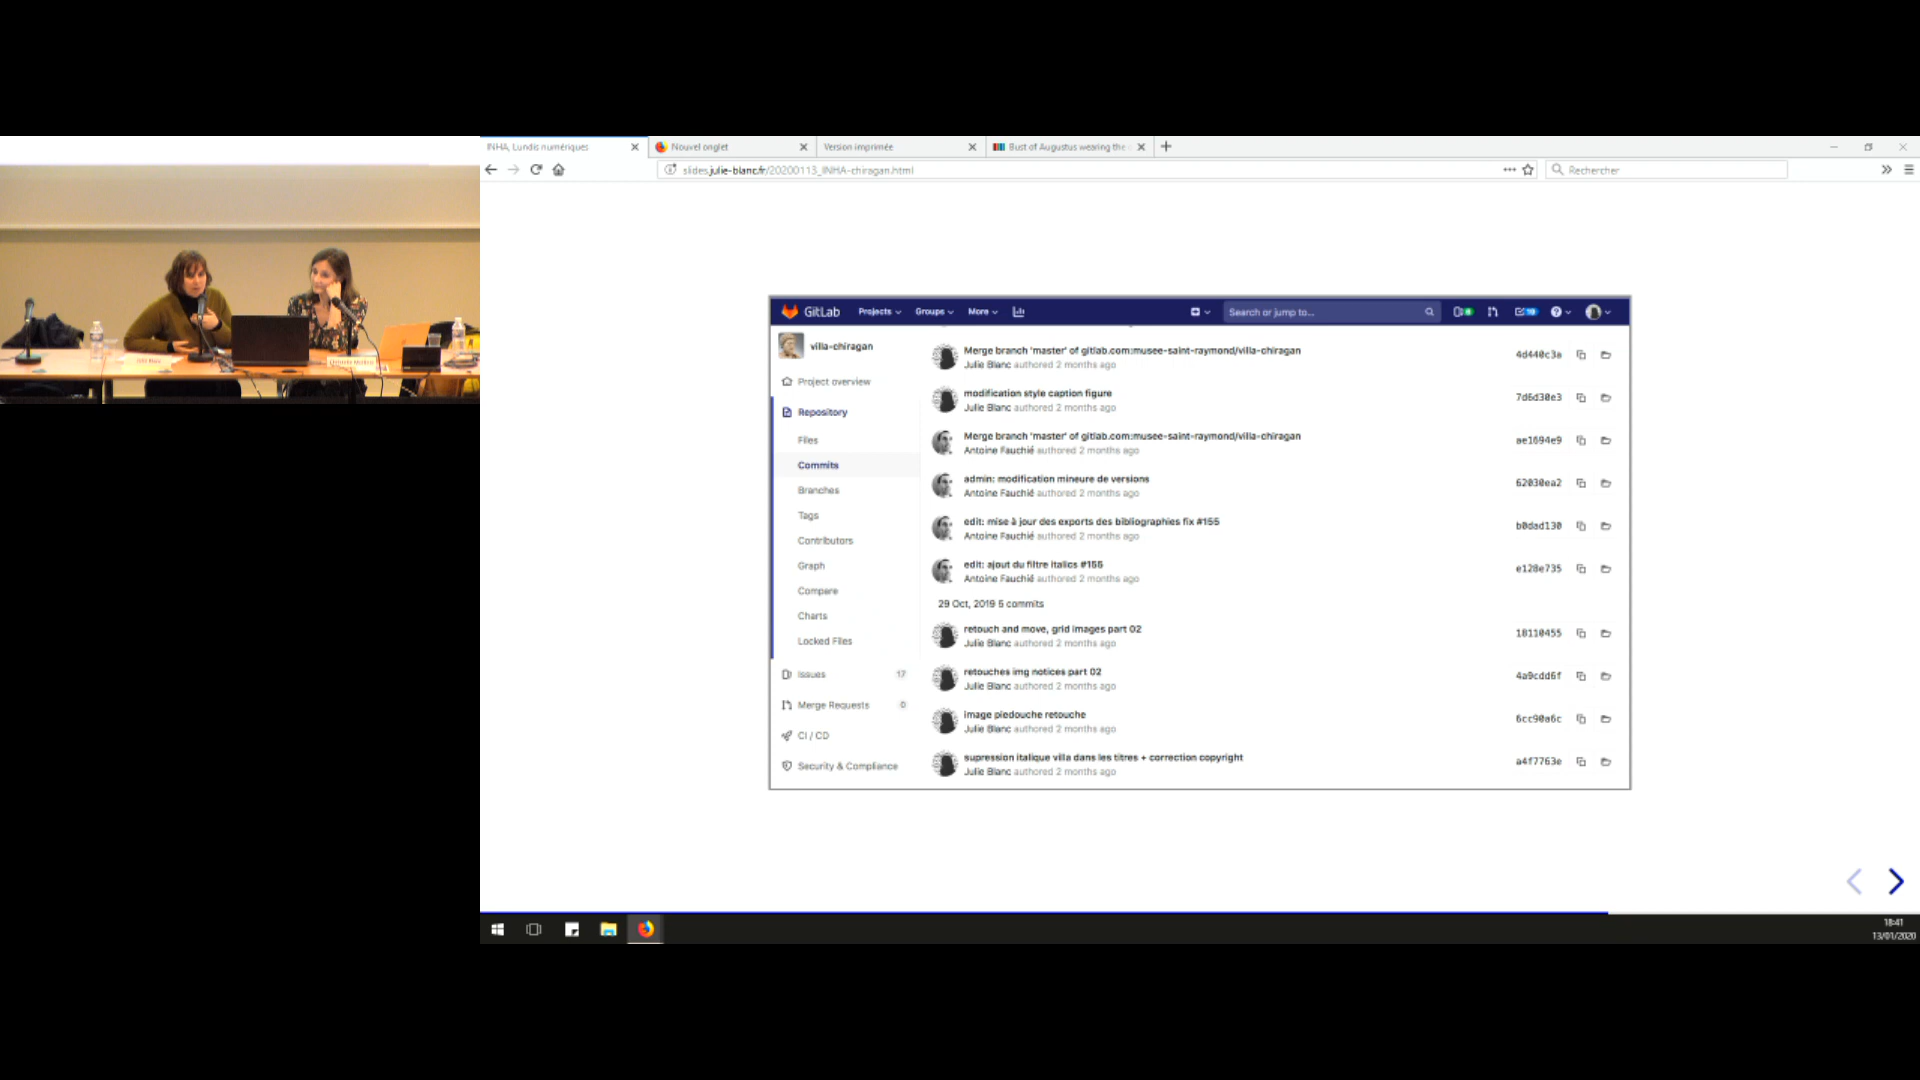 INHA, Lundis numériques
Nouvel onglet
Version imprimée
Bust of Augustus wearing the
slides.julie-blanc.fr/20200113_INHA-chiragan.html
Rechercher
GitLab
Projects
Groups
More
Search or jump to...
villa-chiragan
Project overview
Repository
Files
Commits
Branches
Tags
Contributors
Graph
Compare
Charts
Locked Files
Issues 17
Merge Requests 0
CI / CD
Security & Compliance
Merge branch 'master' of gitlab.com:musee-saint-raymond/villa-chiragan
Julie Blanc authored 2 months ago
4d440c3a
modification style caption figure
Julie Blanc authored 2 months ago
7d6d30e3
Merge branch 'master' of gitlab.com:musee-saint-raymond/villa-chiragan
Antoine Fauchié authored 2 months ago
ae1694e9
admin: modification mineure de versions
Antoine Fauchié authored 2 months ago
62030ea2
edit: mise à jour des exports des bibliographies fix #155
Antoine Fauchié authored 2 months ago
b0dad130
edit: ajout du filtre italics #155
Antoine Fauchié authored 2 months ago
e128e735
29 Oct, 2019 5 commits
retouch and move, grid images part 02
Julie Blanc authored 2 months ago
18110455
retouches img notices part 02
Julie Blanc authored 2 months ago
4a9cdd6f
image piedouche retouche
Julie Blanc authored 2 months ago
6cc90a6c
supression italique villa dans les titres + correction copyright
Julie Blanc authored 2 months ago
a4f7763e
18:41
13/01/2020